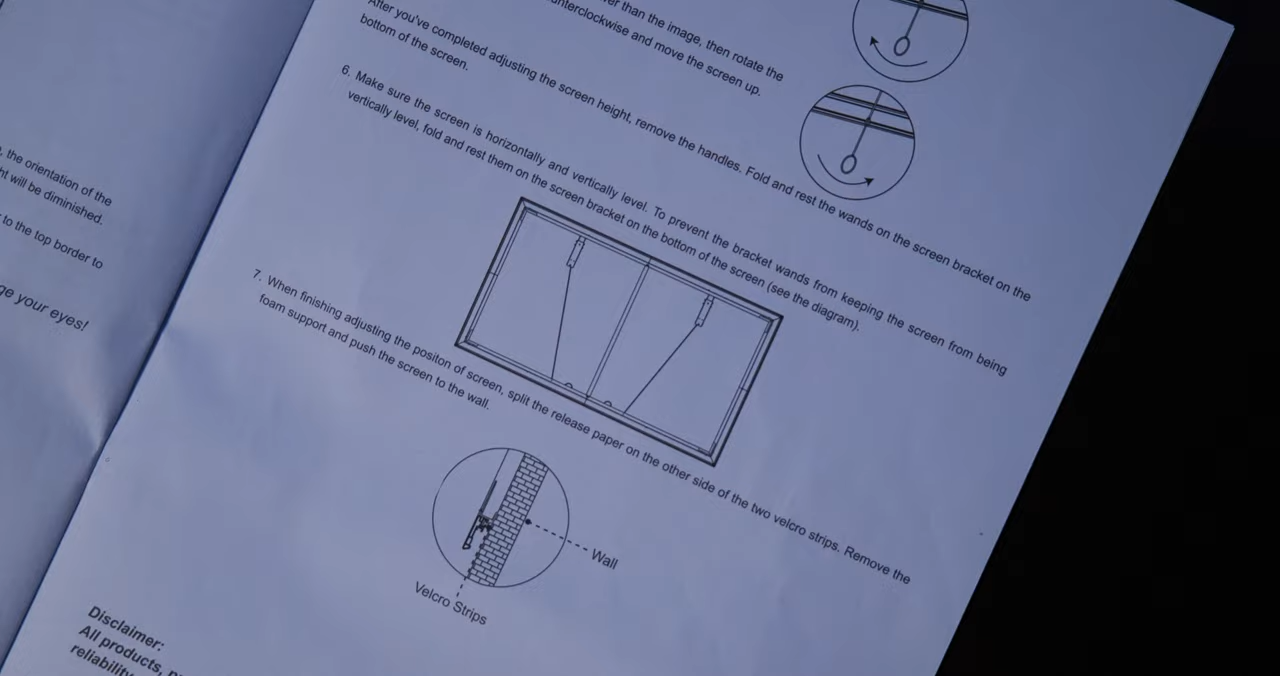 , the orientation of the
ht will be diminished.
to the top border to
ge your eyes!
than the image, then rotate the
counterclockwise and move the screen up.
After you've completed adjusting the screen height, remove the handles. Fold and rest the wands on the screen bracket on the
bottom of the screen.
6. Make sure the screen is horizontally and vertically level. To prevent the bracket wands from keeping the screen from being
vertically level, fold and rest them on the screen bracket on the bottom of the screen (see the diagram).
7. When finishing adjusting the positon of screen, split the release paper on the other side of the two velcro strips. Remove the
foam support and push the screen to the wall.
Wall
Velcro Strips
Disclaimer:
All products,
reliability